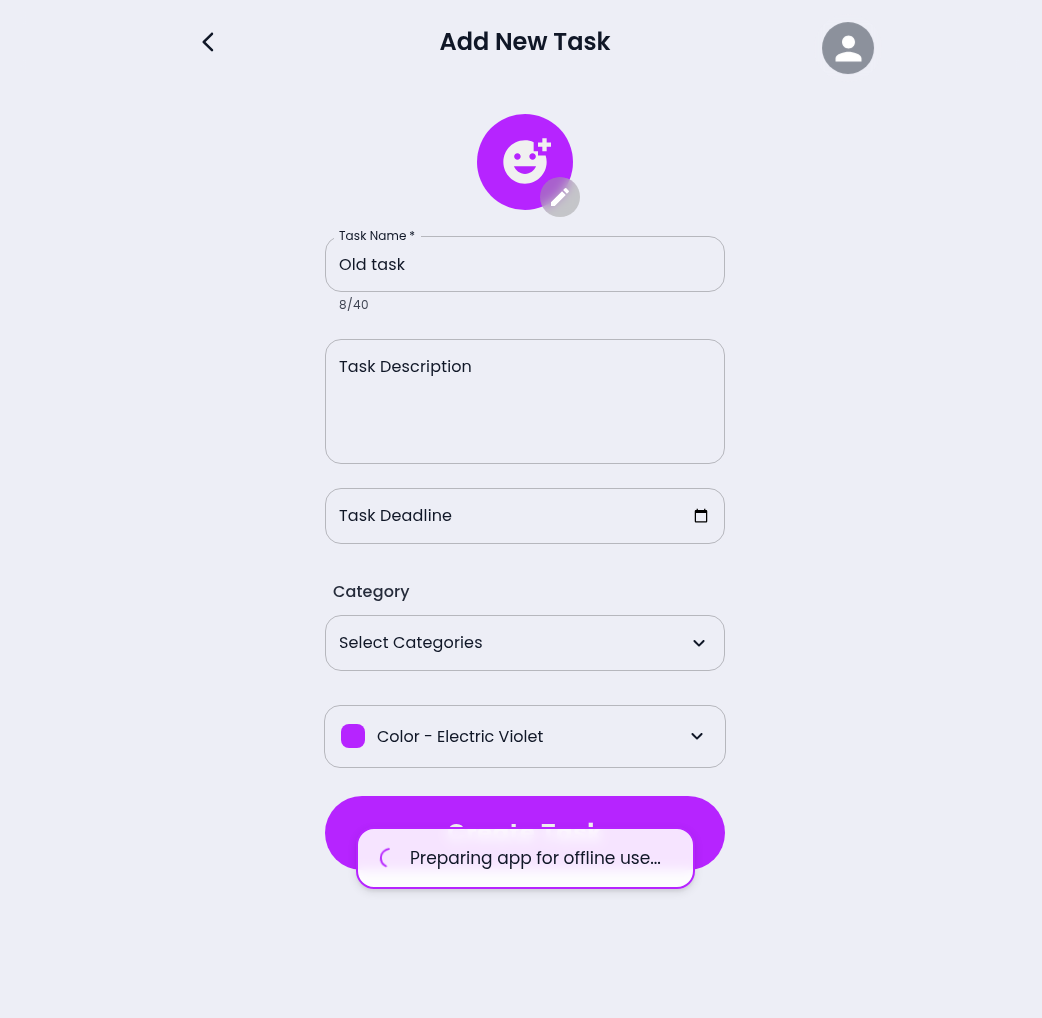 Add New Task
Task Name *
Old task
8/40
Task Description
Task Deadline
Category
Select Categories
Color - Electric Violet
Preparing app for offline use...